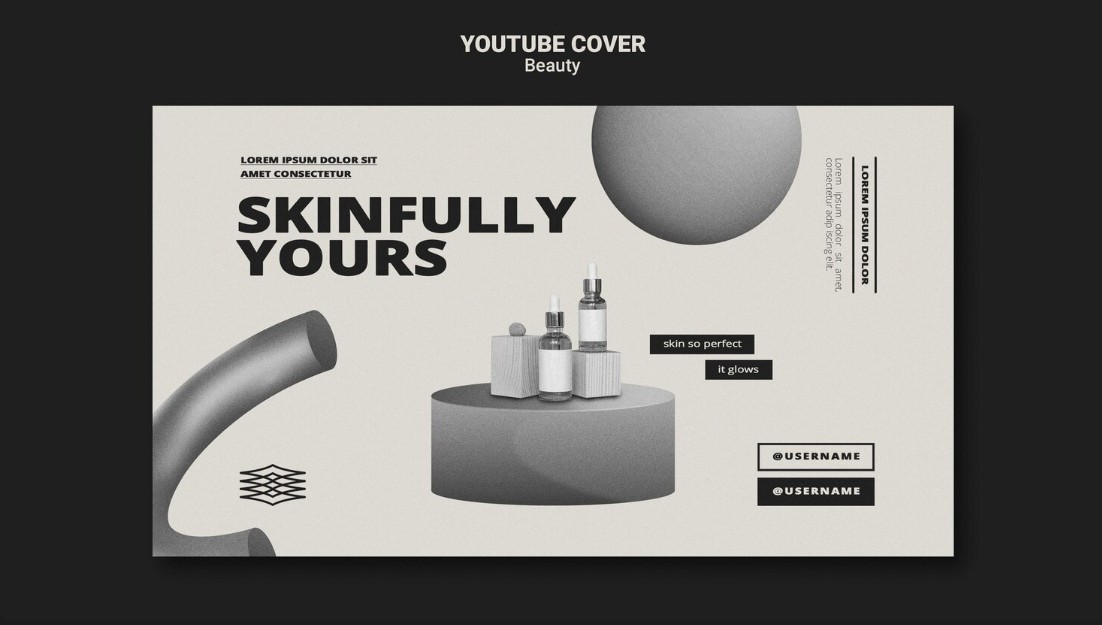 YOUTUBE COVER
Beauty
LOREM IPSUM DOLOR SIT
AMET CONSECTETUR
SKINFULLY
YOURS
LOREM IPSUM DOLOR
Lorem ipsum dolor sit amet,
consectetur adip iscing elit.
skin so perfect
it glows
@USERNAME
@USERNAME